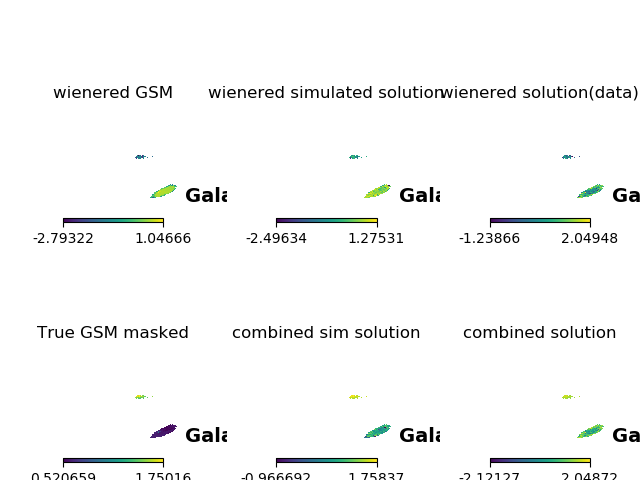 wienered GSM
wienered simulated solution
wienered solution(data)
Gala
Gala
Ga
-2.79322 1.04666
-2.49634 1.27531
-1.23866 2.04948
True GSM masked
combined sim solution
combined solution
Gala
Gala
Ga
0.520659 1.75016
-0.966692 1.75837
-2.12127 2.04872